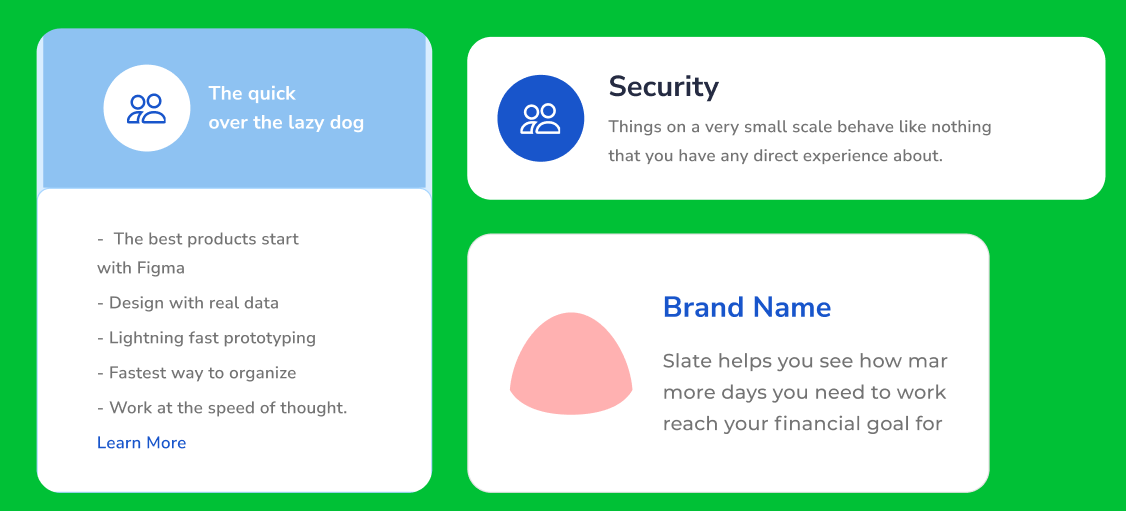 The quick
over the lazy dog
-  The best products start
with Figma
- Design with real data
- Lightning fast prototyping
- Fastest way to organize
- Work at the speed of thought.
Learn More
Security
Things on a very small scale behave like nothing
that you have any direct experience about.
Brand Name
Slate helps you see how mar
more days you need to work
reach your financial goal for